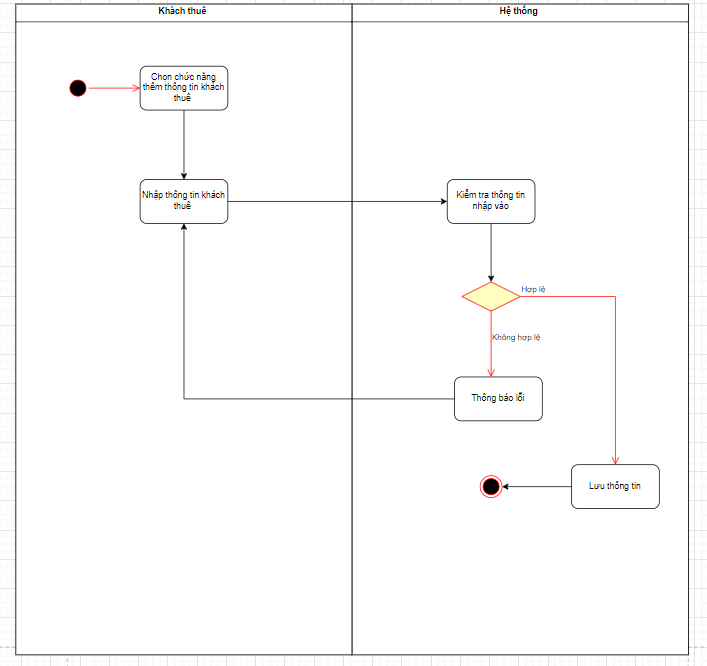 Khách thuê
Hệ thống
Chọn chức năng
thêm thông tin khách
thuê
Nhập thông tin khách
thuê
Kiểm tra thông tin
nhập vào
Hợp lệ
Không hợp lệ
Thông báo lỗi
Lưu thông tin